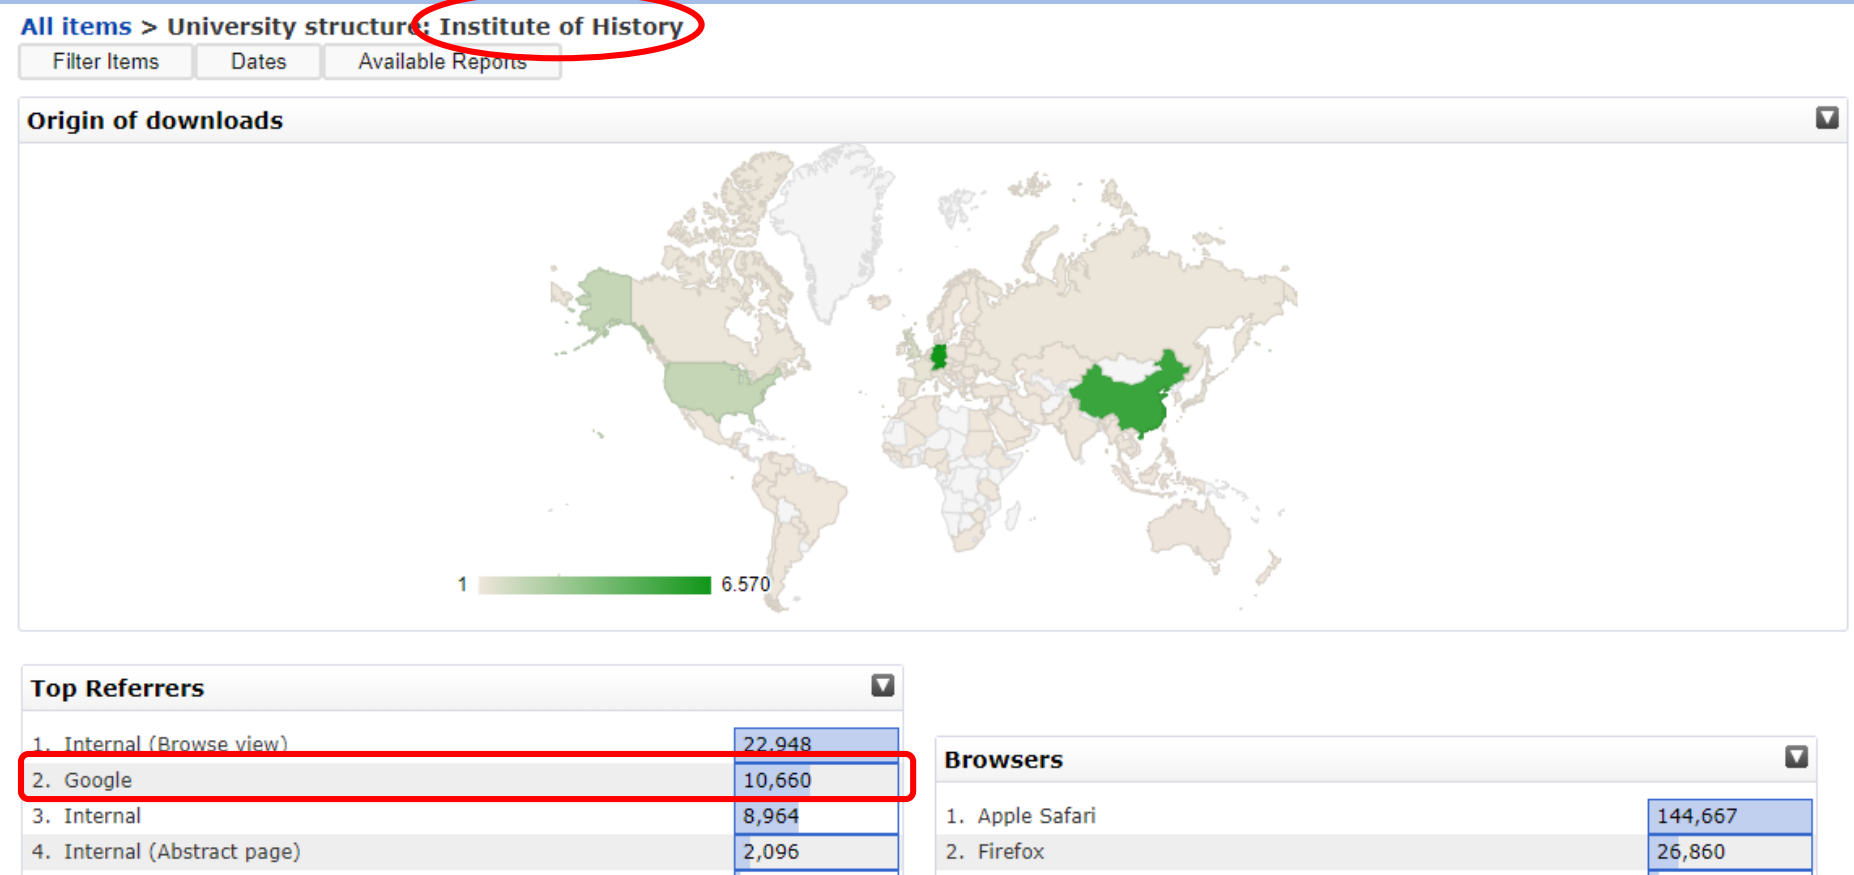 All items > University structure: Institute of History
Filter Items Dates Available Reports
Origin of downloads
1 6.570
Top Referrers
1. Internal (Browse view) 22,948
2. Google 10,660
3. Internal 8,964
4. Internal (Abstract page) 2,096
Browsers
1. Apple Safari 144,667
2. Firefox 26,860